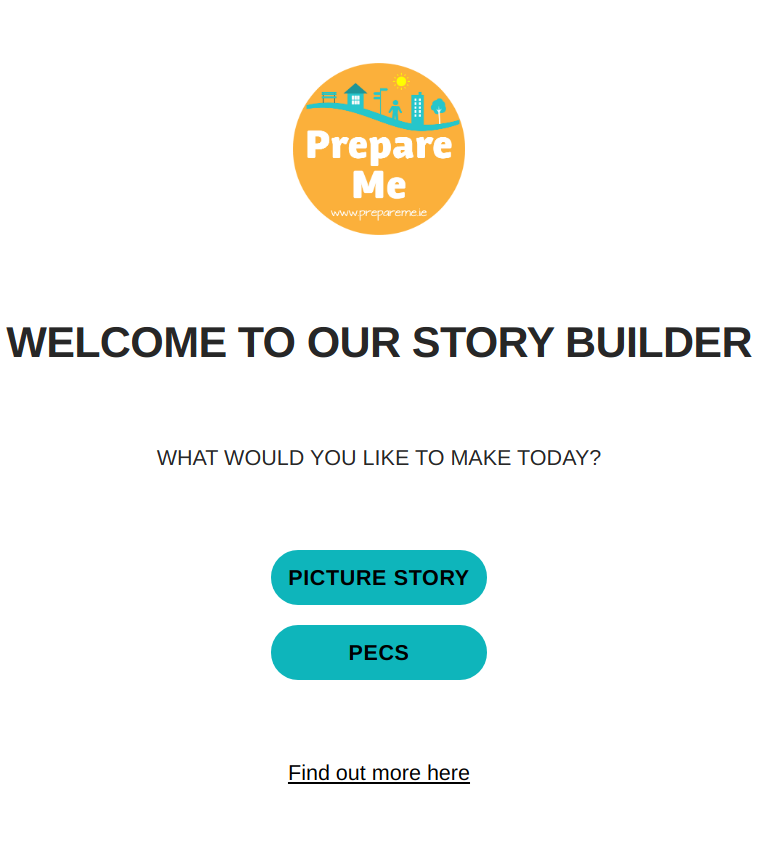 Prepare
Me
www.prepareme.ie
WELCOME TO OUR STORY BUILDER
WHAT WOULD YOU LIKE TO MAKE TODAY?
PICTURE STORY
PECS
Find out more here